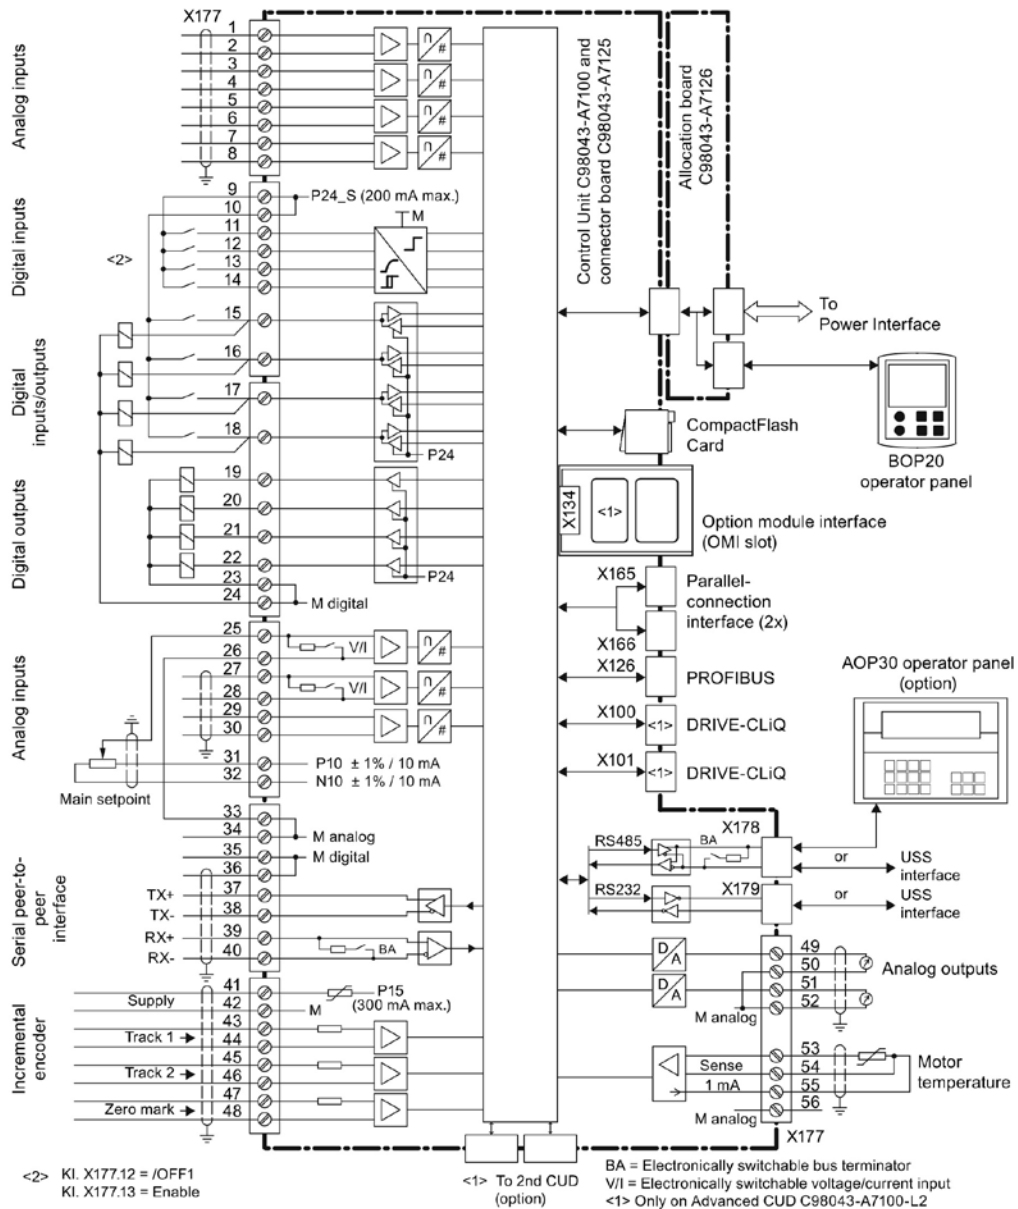 X177
Analog inputs
1
2
3
4
5
6
7
8
∩
#
∩
#
∩
#
∩
#
Digital inputs
<2>
9
10
11
12
13
14
P24_S (200 mA max.)
M
Digital
inputs/outputs
15
16
17
18
P24
Digital outputs
19
20
21
22
23
24
P24
M digital
Analog inputs
25
26
27
28
29
30
31
32
V/I
V/I
∩
#
∩
#
∩
#
P10 ± 1% / 10 mA
N10 ± 1% / 10 mA
Main setpoint
33
34
35
36
M analog
M digital
Serial peer-to-
peer
interface
TX+
TX-
RX+
RX-
37
38
39
40
BA
Incremental
encoder
Supply
Track 1
Track 2
Zero mark
41
42
43
44
45
46
47
48
P15
(300 mA max.)
M
Control Unit C98043-A7100 and
connector board C98043-A7125
Allocation board
C98043-A7126
To
Power Interface
BOP20
operator panel
CompactFlash
Card
X134
<1>
Option module interface
(OMI slot)
X165
X166
Parallel-
connection
interface (2x)
X126
PROFIBUS
X100
<1>
DRIVE-CLiQ
X101
<1>
DRIVE-CLiQ
AOP30 operator panel
(option)
X178
RS485
BA
or
USS
interface
RS232
X179
or
USS
interface
D
A
D
A
49
50
51
52
M analog
Analog outputs
Sense
1 mA
53
54
55
56
M analog
Motor
temperature
X177
<1> To 2nd CUD
(option)
<2> Kl. X177.12 = /OFF1
Kl. X177.13 = Enable
BA = Electronically switchable bus terminator
V/I = Electronically switchable voltage/current input
<1> Only on Advanced CUD C98043-A7100-L2